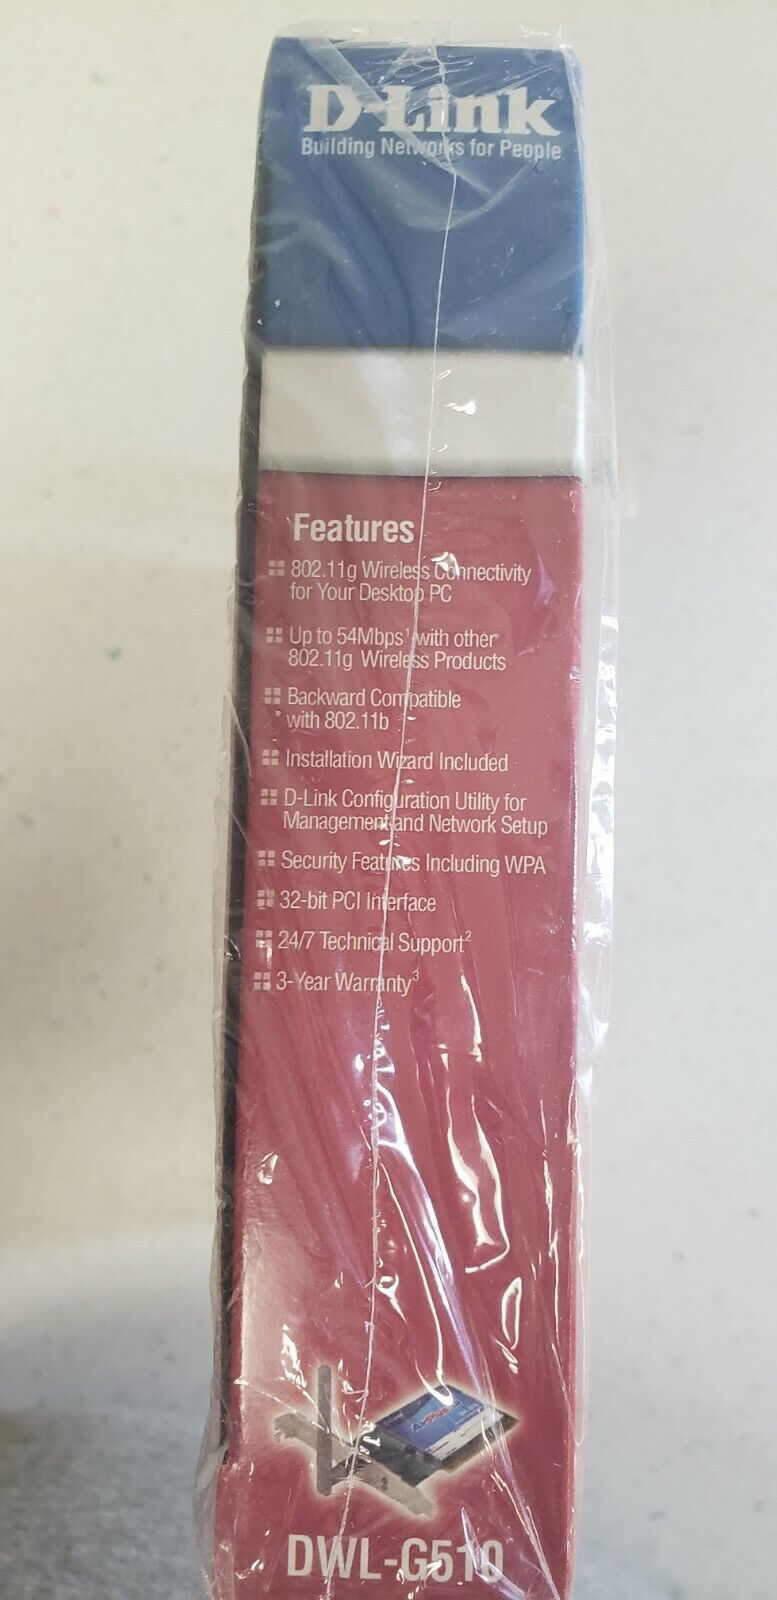 D-Link
Building Networks for People
Features
802.11g Wireless Connectivity
for Your Desktop PC
Up to 54Mbps¹ with other
802.11g Wireless Products
Backward Compatible
with 802.11b
Installation Wizard Included
D-Link Configuration Utility for
Management and Network Setup
Security Features Including WPA
32-bit PCI Interface
24/7 Technical Support²
3-Year Warranty³
DWL-G510